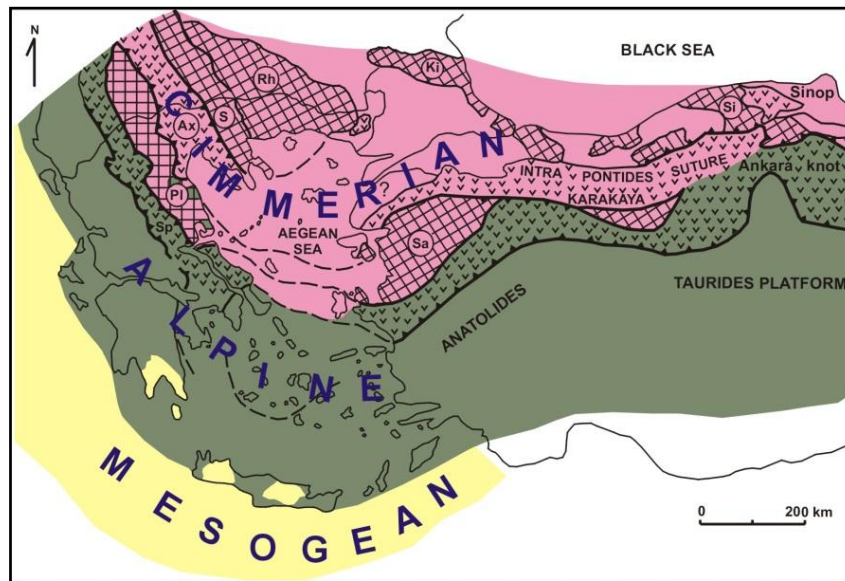 N
BLACK SEA
CIMMERIAN
Rh
Ki
S
Ax
Si
Sinop
?
INTRA PONTIDES SUTURE
KARAKAYA
Ankara knot
Pl
Sp
AEGEAN
SEA
Sa
TAURIDES PLATFORM
ANATOLIDES
ALPINE
MESOGEAN
0 200 km